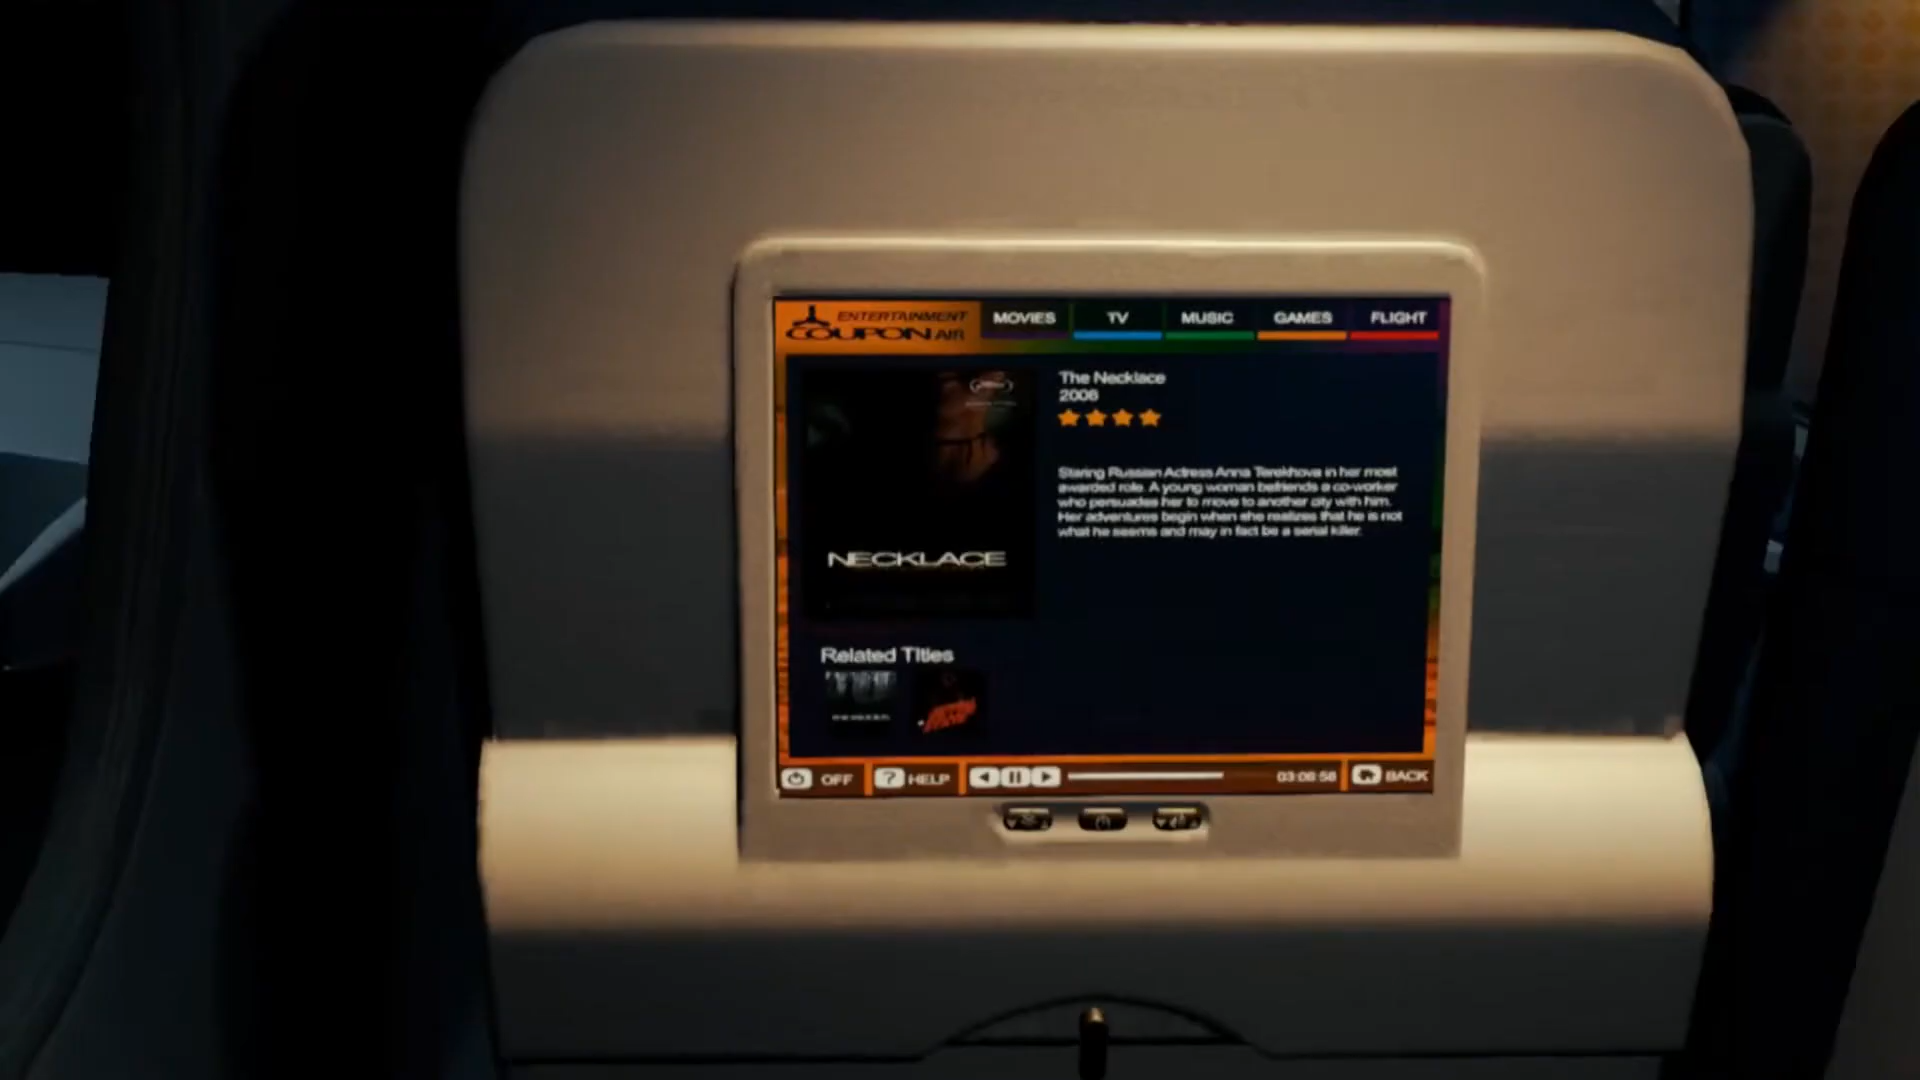 ENTERTAINMENT
COUPON AIR
MOVIES
TV
MUSIC
GAMES
FLIGHT
The Necklace
2006
Staring Russian Actress Anna Terekhova in her most
awarded role. A young woman befriends a co-worker
who persuades her to move to another city with him.
Her adventures begin when she realizes that he is not
what he seems and may in fact be a serial killer.
NECKLACE
Related Titles
OFF
? HELP
03:08:58
BACK